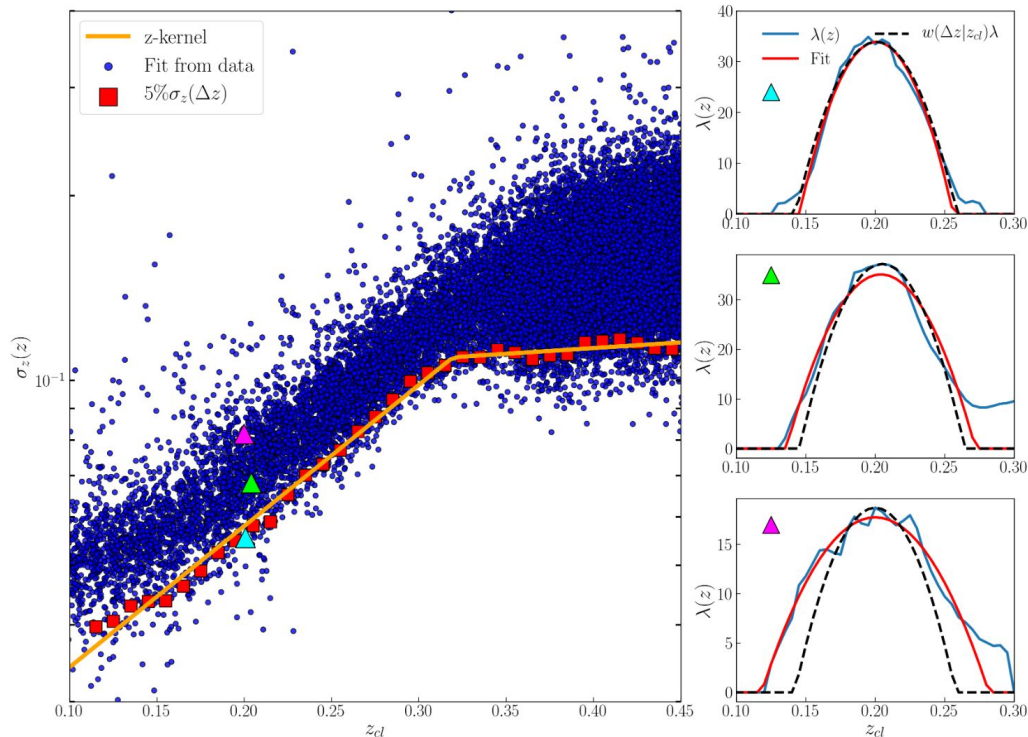 z-kernel
Fit from data
5%σ_z(Δz)
σ_z(z)
10⁻¹
0.10 0.15 0.20 0.25 0.30 0.35 0.40 0.45
z_cl
40
30
20
10
0
λ(z)
λ(z) w(Δz|z_cl)λ
Fit
0.10 0.15 0.20 0.25 0.30
30
20
10
0
λ(z)
0.10 0.15 0.20 0.25 0.30
15
10
5
0
λ(z)
0.10 0.15 0.20 0.25 0.30
z_cl